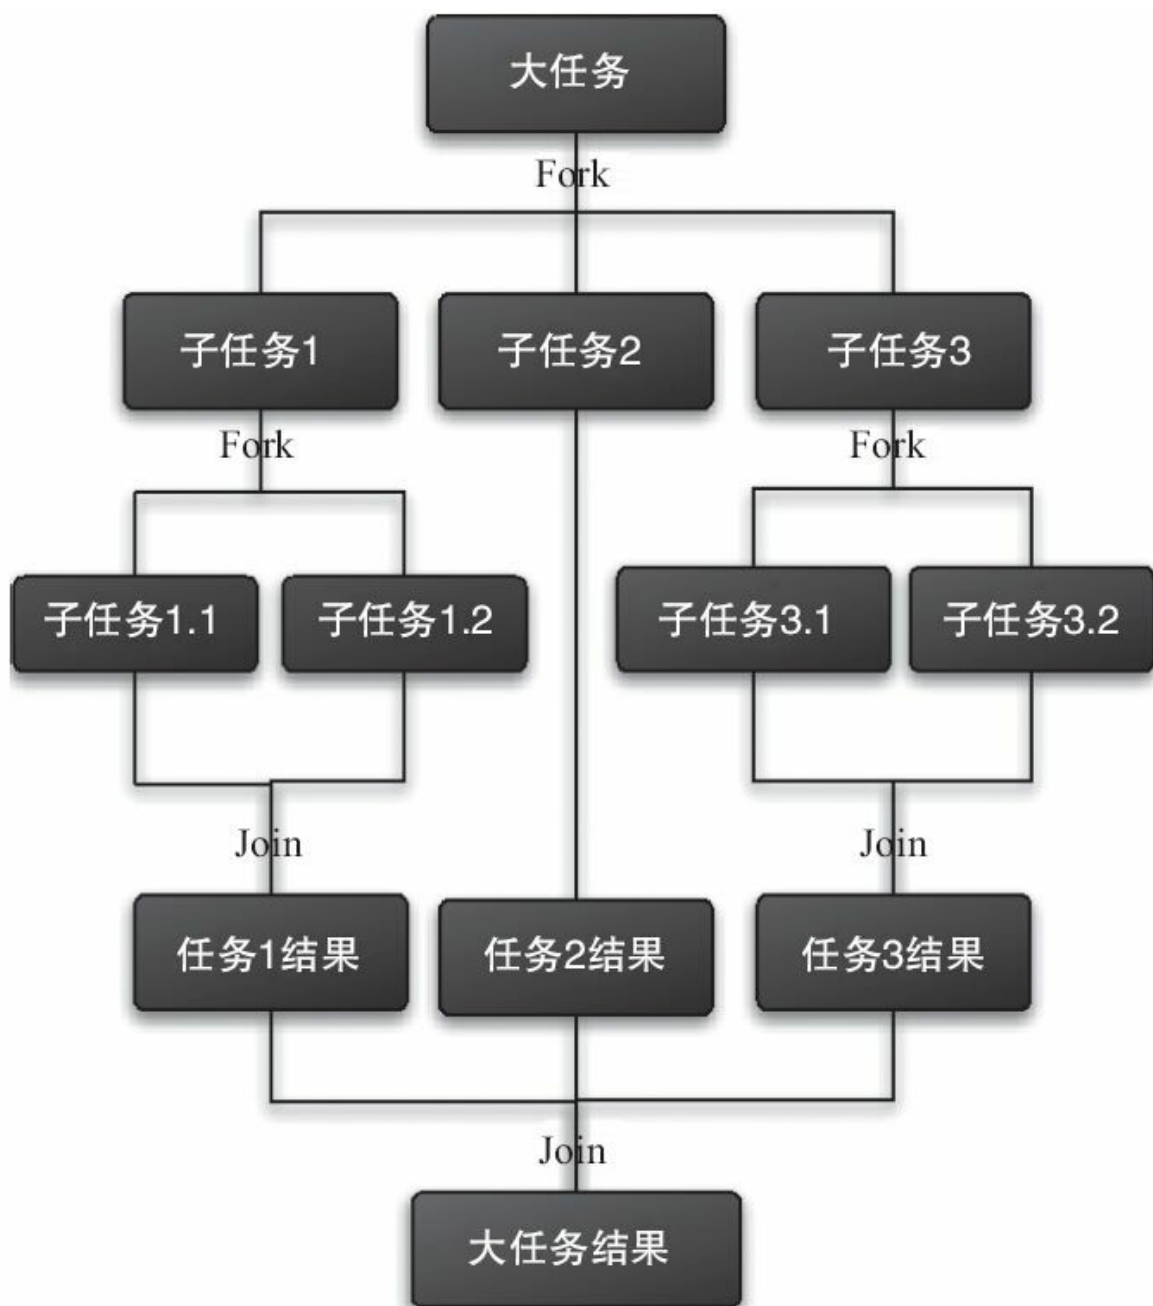 大任务
Fork
子任务1
子任务2
子任务3
Fork
Fork
子任务1.1
子任务1.2
子任务3.1
子任务3.2
Join
Join
任务1结果
任务2结果
任务3结果
Join
大任务结果